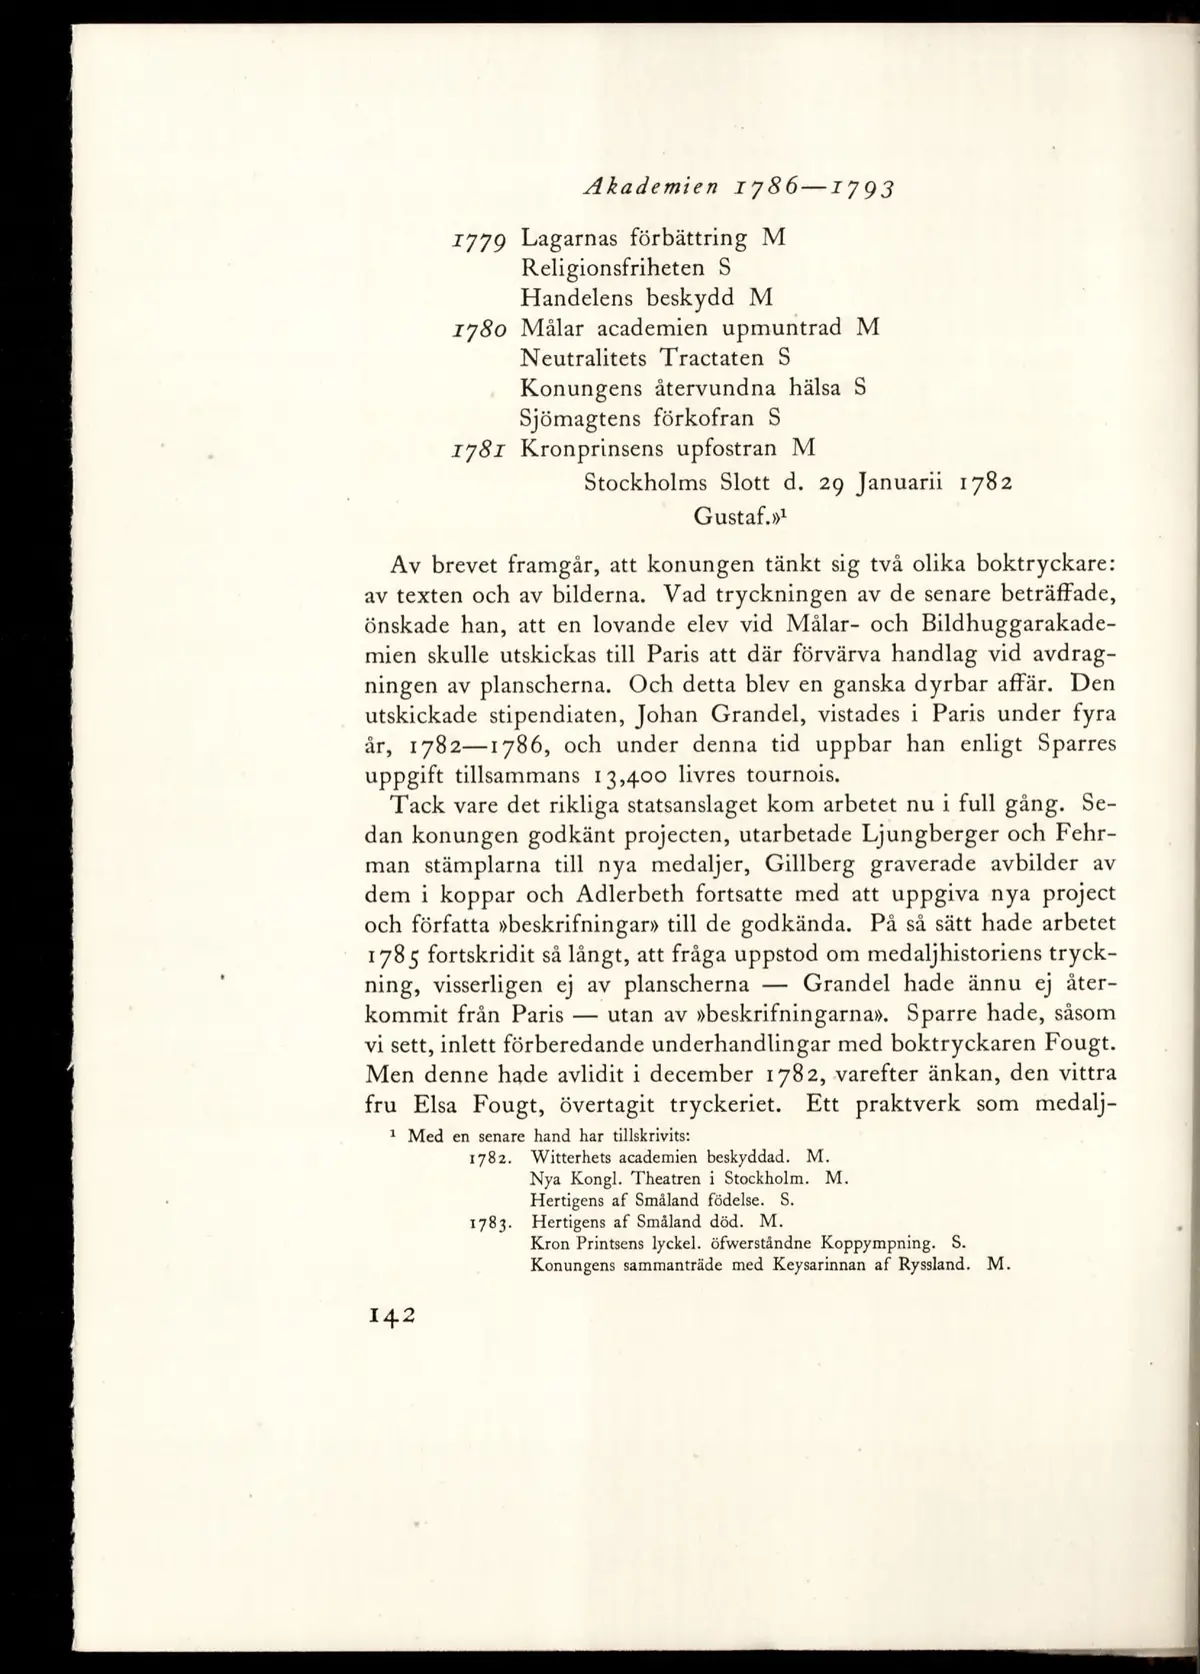 Akademien 1786—1793
1779 Lagarnas förbättring M
Religionsfriheten S
Handelens beskydd M
1780 Målar academien upmuntrad M
Neutralitets Tractaten S
Konungens återvundna hälsa S
Sjömagtens förkofran S
1781 Kronprinsens upfostran M
Stockholms Slott d. 29 Januarii 1782
Gustaf.»¹
Av brevet framgår, att konungen tänkt sig två olika boktryckare:
av texten och av bilderna. Vad tryckningen av de senare beträffade,
önskade han, att en lovande elev vid Målar- och Bildhuggarakade-
mien skulle utskickas till Paris att där förvärva handlag vid avdrag-
ningen av planscherna. Och detta blev en ganska dyrbar affär. Den
utskickade stipendiaten, Johan Grandel, vistades i Paris under fyra
år, 1782—1786, och under denna tid uppbar han enligt Sparres
uppgift tillsammans 13,400 livres tournois.
Tack vare det rikliga statsanslaget kom arbetet nu i full gång. Se-
dan konungen godkänt projecten, utarbetade Ljungberger och Fehr-
man stämplarna till nya medaljer, Gillberg graverade avbilder av
dem i koppar och Adlerbeth fortsatte med att uppgiva nya project
och författa »beskrifningar» till de godkända. På så sätt hade arbetet
1785 fortskridit så långt, att fråga uppstod om medaljhistoriens tryck-
ning, visserligen ej av planscherna — Grandel hade ännu ej åter-
kommit från Paris — utan av »beskrifningarna». Sparre hade, såsom
vi sett, inlett förberedande underhandlingar med boktryckaren Fougt.
Men denne hade avlidit i december 1782, varefter änkan, den vittra
fru Elsa Fougt, övertagit tryckeriet. Ett praktverk som medalj-
¹ Med en senare hand har tillskrivits:
1782. Witterhets academien beskyddad. M.
Nya Kongl. Theatren i Stockholm. M.
Hertigens af Småland födelse. S.
1783. Hertigens af Småland död. M.
Kron Printsens lyckel. öfwerståndne Koppympning. S.
Konungens sammanträde med Keysarinnan af Ryssland. M.
142